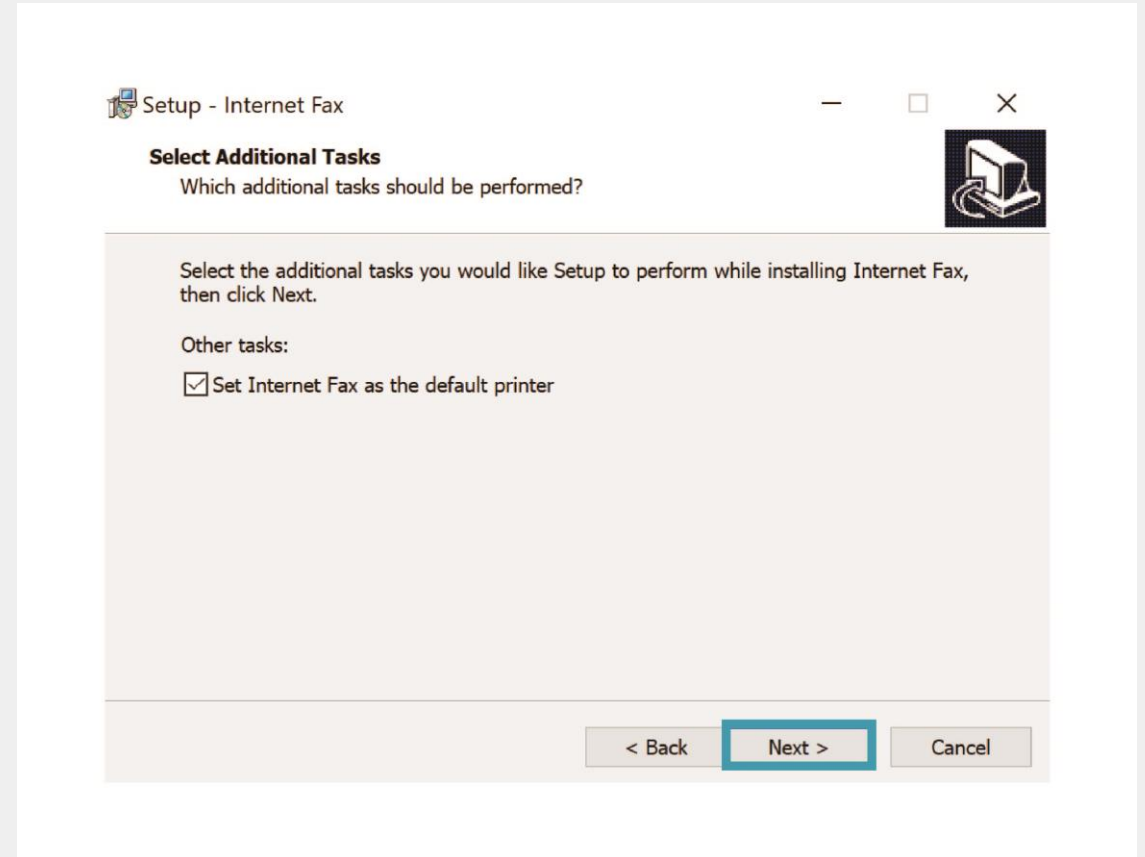 Setup - Internet Fax
Select Additional Tasks
Which additional tasks should be performed?
Select the additional tasks you would like Setup to perform while installing Internet Fax,
then click Next.
Other tasks:
Set Internet Fax as the default printer
< Back Next > Cancel